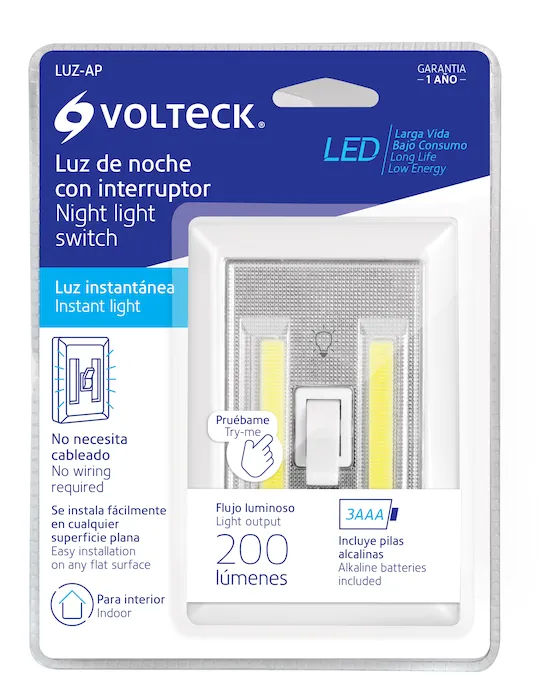 LUZ-AP
GARANTIA
1 AÑO
VOLTECK®
LED
Larga Vida
Bajo Consumo
Long Life
Low Energy
Luz de noche
con interruptor
Night light
switch
Luz instantánea
Instant light
No necesita
cableado
No wiring
required
Se instala fácilmente
en cualquier
superficie plana
Easy installation
on any flat surface
Para interior
Indoor
Pruébame
Try-me
Flujo luminoso
Light output
200
lúmenes
3AAA
Incluye pilas
alcalinas
Alkaline batteries
included